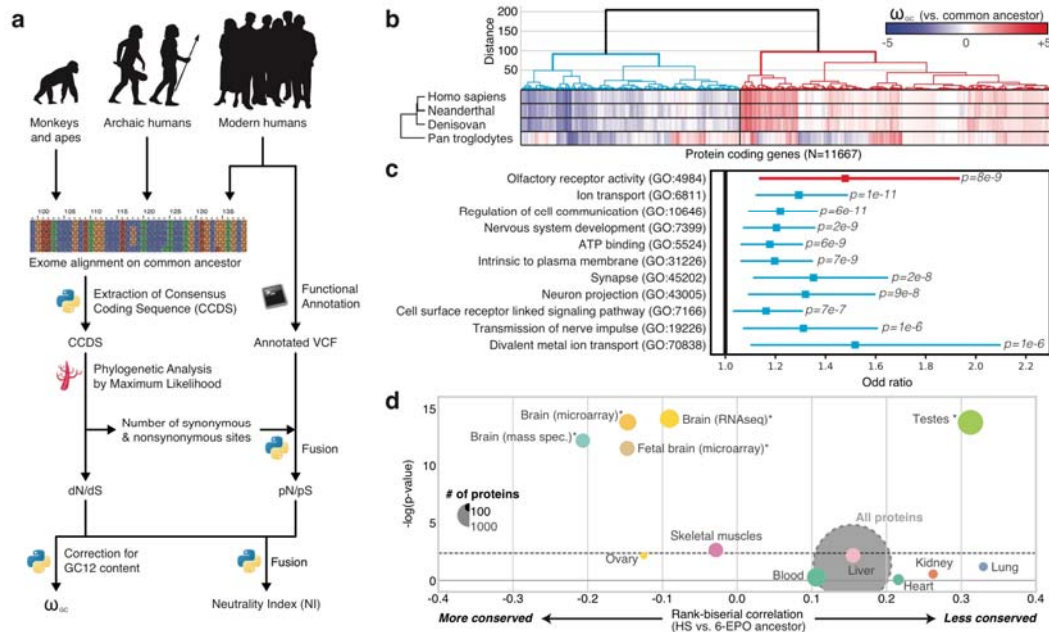 a
Monkeys
and apes
Archaic humans
Modern humans
100 105 110 115 120 125 130 135
Exome alignment on common ancestor
Extraction of Consensus
Coding Sequence (CCDS)
Functional
Annotation
CCDS
Annotated VCF
Phylogenetic Analysis
by Maximum Likelihood
Number of synonymous
& nonsynonymous sites
Fusion
dN/dS
pN/pS
Correction for
GC12 content
Fusion
ωGC
Neutrality Index (NI)
b
200
150
100
50
Distance
ωGC (vs. common ancestor)
-5 0 +5
Homo sapiens
Neanderthal
Denisovan
Pan troglodytes
Protein coding genes (N=11667)
c
Olfactory receptor activity (GO:4984) p=8e-9
Ion transport (GO:6811) p=1e-11
Regulation of cell communication (GO:10646) p=6e-11
Nervous system development (GO:7399) p=2e-9
ATP binding (GO:5524) p=6e-9
Intrinsic to plasma membrane (GO:31226) p=7e-9
Synapse (GO:45202) p=2e-8
Neuron projection (GO:43005) p=9e-8
Cell surface receptor linked signaling pathway (GO:7166) p=7e-7
Transmission of nerve impulse (GO:19226) p=1e-6
Divalent metal ion transport (GO:70838) p=1e-6
1.0 1.2 1.4 1.6 1.8 2.0 2.2
Odd ratio
d
15
10
5
0
-log(p-value)
Brain (microarray)*
Brain (RNAseq)*
Testes *
Brain (mass spec.)*
Fetal brain (microarray)*
# of proteins
100
1000
All proteins
Skeletal muscles
Ovary
Blood
Liver
Kidney
Heart
Lung
-0.4 -0.3 -0.2 -0.1 0.0 0.1 0.2 0.3 0.4
More conserved
Rank-biserial correlation
(HS vs. 6-EPO ancestor)
Less conserved